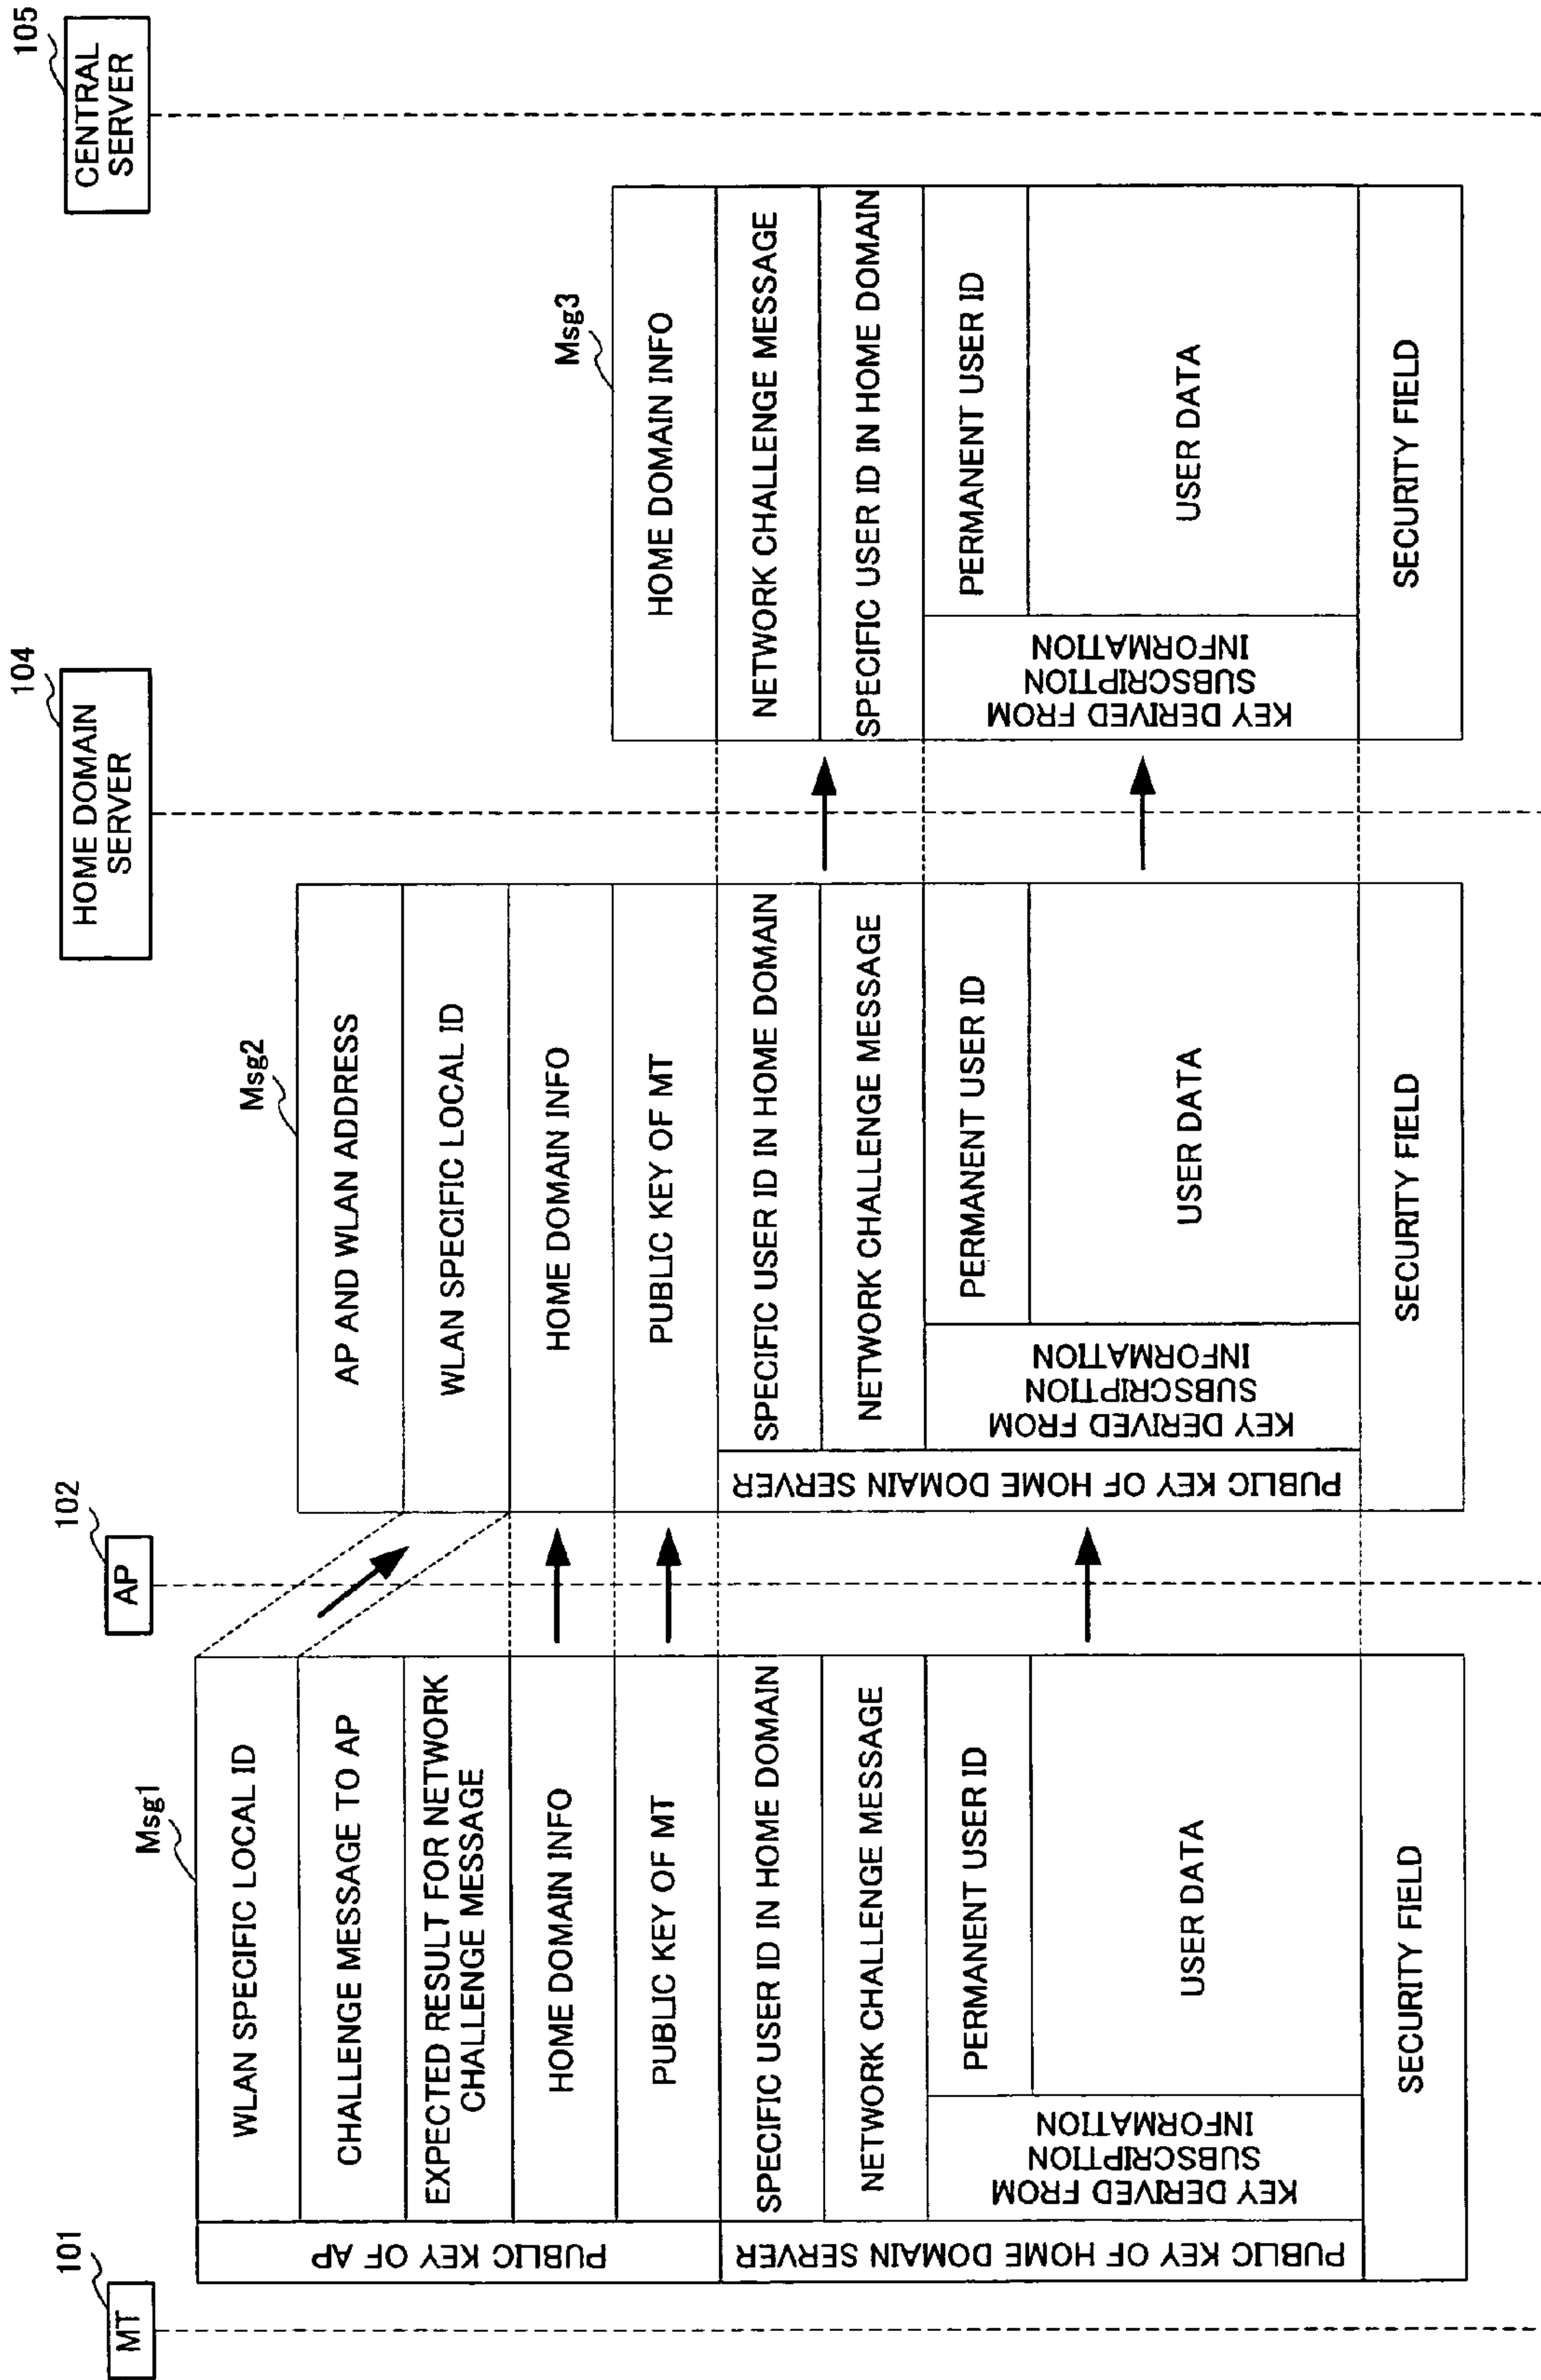 101
MT
102
AP
104
HOME DOMAIN
SERVER
105
CENTRAL
SERVER
Msg1
PUBLIC KEY OF AP
WLAN SPECIFIC LOCAL ID
CHALLENGE MESSAGE TO AP
EXPECTED RESULT FOR NETWORK
CHALLENGE MESSAGE
HOME DOMAIN INFO
PUBLIC KEY OF MT
PUBLIC KEY OF HOME DOMAIN SERVER
SPECIFIC USER ID IN HOME DOMAIN
NETWORK CHALLENGE MESSAGE
KEY DERIVED FROM
SUBSCRIPTION
INFORMATION
PERMANENT USER ID
USER DATA
SECURITY FIELD
Msg2
AP AND WLAN ADDRESS
WLAN SPECIFIC LOCAL ID
HOME DOMAIN INFO
PUBLIC KEY OF MT
PUBLIC KEY OF HOME DOMAIN SERVER
SPECIFIC USER ID IN HOME DOMAIN
NETWORK CHALLENGE MESSAGE
KEY DERIVED FROM
SUBSCRIPTION
INFORMATION
PERMANENT USER ID
USER DATA
SECURITY FIELD
Msg3
HOME DOMAIN INFO
NETWORK CHALLENGE MESSAGE
SPECIFIC USER ID IN HOME DOMAIN
KEY DERIVED FROM
SUBSCRIPTION
INFORMATION
PERMANENT USER ID
USER DATA
SECURITY FIELD